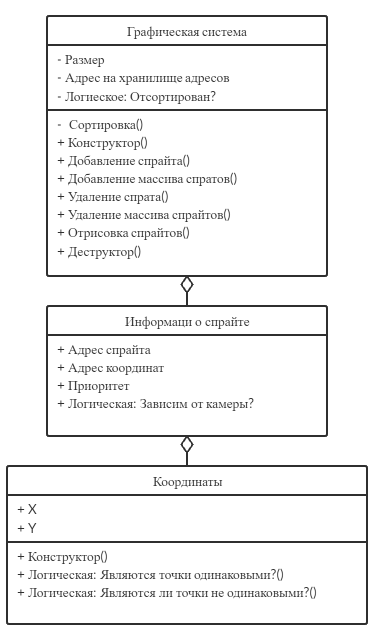 Графическая система
- Размер
- Адрес на хранилище адресов
- Логиеское: Отсортирован?
- Сортировка()
+ Конструктор()
+ Добавление спрайта()
+ Добавление массива спратов()
+ Удаление спрата()
+ Удаление массива спрайтов()
+ Отрисовка спрайтов()
+ Деструктор()
Информаци о спрайте
+ Адрес спрайта
+ Адрес координат
+ Приоритет
+ Логическая: Зависим от камеры?
Координаты
+ X
+ Y
+ Конструктор()
+ Логическая: Являются точки одинаковыми?()
+ Логическая: Являются ли точки не одинаковыми?()